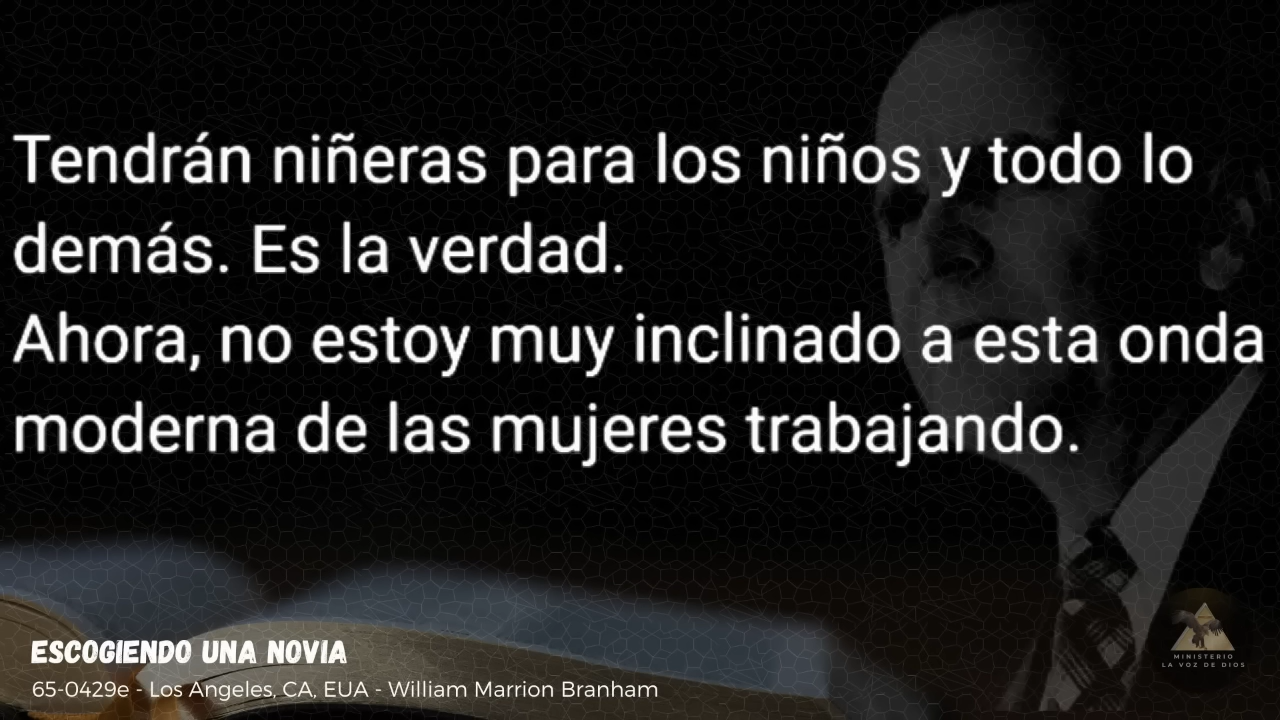 Tendrán niñeras para los niños y todo lo
demás. Es la verdad.
Ahora, no estoy muy inclinado a esta onda
moderna de las mujeres trabajando.
ESCOGIENDO UNA NOVIA
65-0429e - Los Angeles, CA, EUA - William Marrion Branham
MINISTERIO
LA VOZ DE DIOS